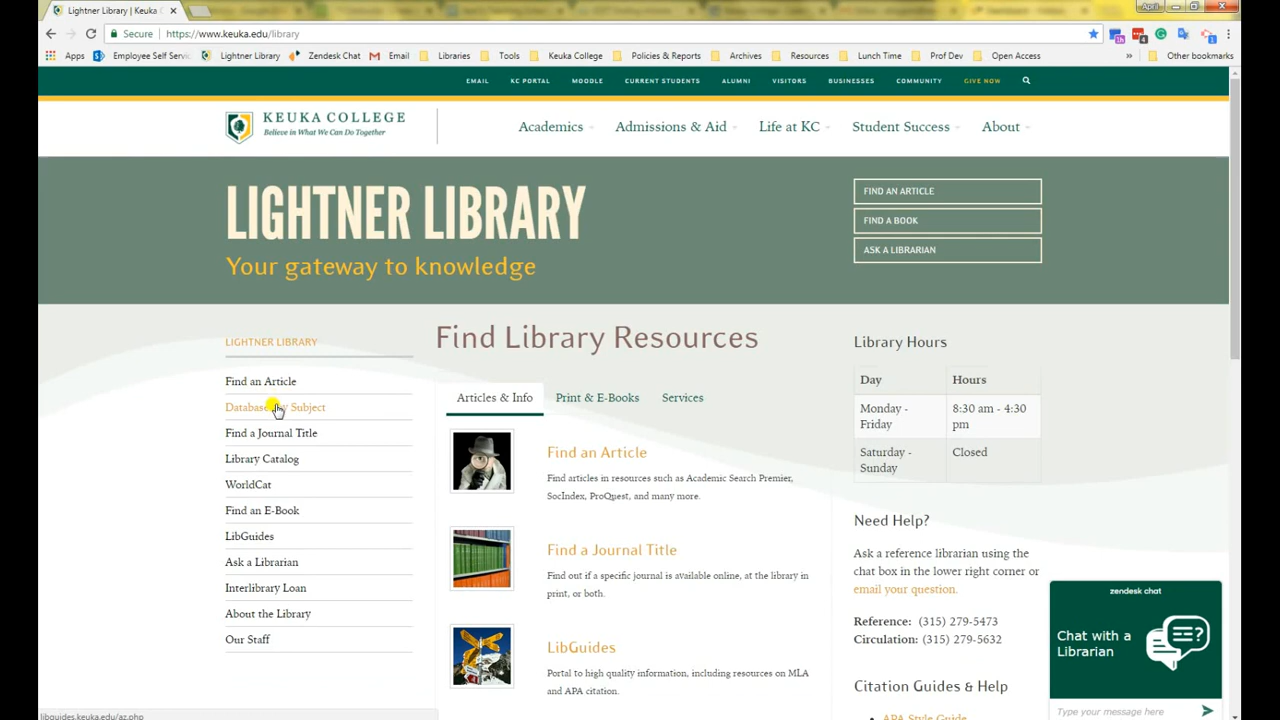 Lightner Library | Keuka C
April
Secure | https://www.keuka.edu/library
Apps Employee Self Servic Lightner Library Zendesk Chat Email Libraries Tools Keuka College Policies & Reports Archives Resources Lunch Time Prof Dev Open Access » Other bookmarks
EMAIL KC PORTAL MOODLE CURRENT STUDENTS ALUMNI VISITORS BUSINESSES COMMUNITY GIVE NOW
KEUKA COLLEGE
Believe in What We Can Do Together
Academics Admissions & Aid Life at KC Student Success About
LIGHTNER LIBRARY
Your gateway to knowledge
FIND AN ARTICLE
FIND A BOOK
ASK A LIBRARIAN
LIGHTNER LIBRARY
Find an Article
Databases by Subject
Find a Journal Title
Library Catalog
WorldCat
Find an E-Book
LibGuides
Ask a Librarian
Interlibrary Loan
About the Library
Our Staff
Find Library Resources
Articles & Info Print & E-Books Services
Find an Article
Find articles in resources such as Academic Search Premier,
SocIndex, ProQuest, and many more.
Find a Journal Title
Find out if a specific journal is available online, at the library in
print, or both.
LibGuides
Portal to high quality information, including resources on MLA
and APA citation.
Library Hours
Day Hours
Monday - 8:30 am - 4:30
Friday pm
Saturday - Closed
Sunday
Need Help?
Ask a reference librarian using the
chat box in the lower right corner or
email your question.
Reference: (315) 279-5473
Circulation: (315) 279-5632
Citation Guides & Help
APA Style Guide
zendesk chat
Chat with a
Librarian
Type your message here
libguides.keuka.edu/az.php